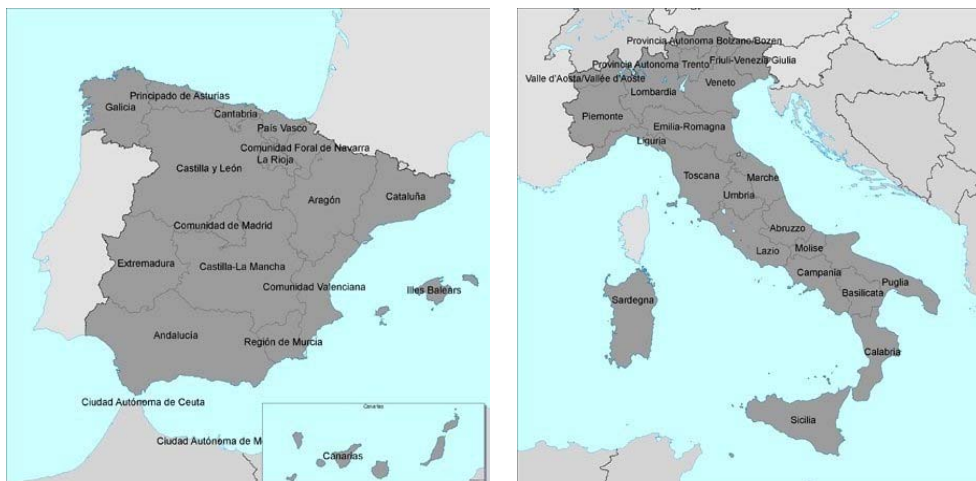 Principado de Asturias
Galicia
Cantabria
País Vasco
Comunidad Foral de Navarra
La Rioja
Castilla y León
Cataluña
Aragón
Comunidad de Madrid
Extremadura
Castilla-La Mancha
Comunidad Valenciana
Illes Balears
Andalucía
Región de Murcia
Ciudad Autónoma de Ceuta
Ciudad Autónoma de M
Canarias
Canarias
Provincia Autonoma Bolzano/Bozen
Provincia Autonoma Trento
Friuli-Venezia Giulia
Valle d'Aosta/Vallée d'Aoste
Veneto
Lombardia
Piemonte
Emilia-Romagna
Liguria
Toscana
Marche
Umbria
Abruzzo
Lazio
Molise
Campania
Puglia
Basilicata
Sardegna
Calabria
Sicilia